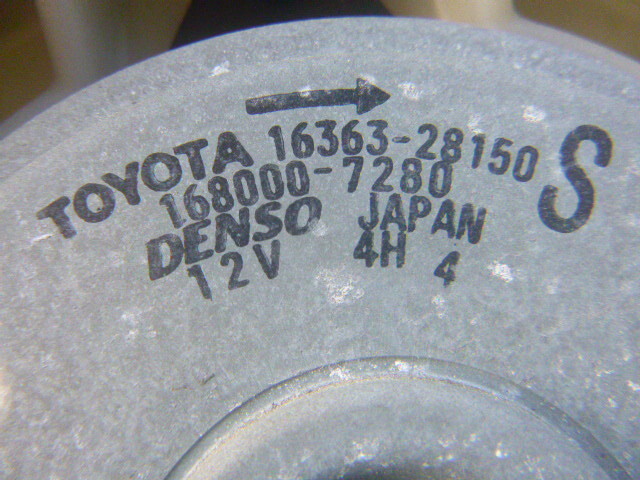 TOYOTA 16363-28150 S
168000-7280
DENSO JAPAN
12V 4H 4